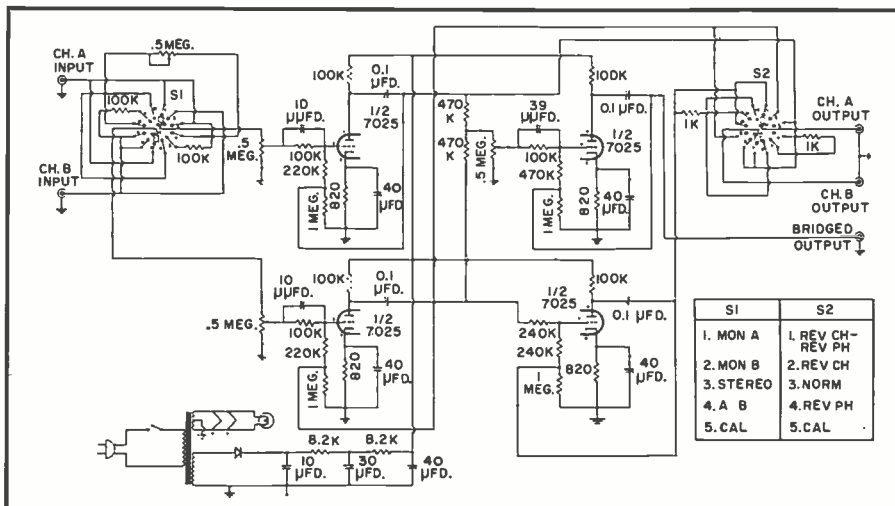 .5MEG.
CH. A
INPUT
S1
100K
100K
CH. B
INPUT
.5
MEG.
10
µµFD.
100K
220K
1 MEG.
820
40
µFD
100K
0.1
µFD.
1/2
7025
470
K
470
K
.5 MEG.
39
µµFD.
100K
470K
1 MEG.
820
40
µFD.
100K
0.1 µFD.
1/2
7025
S2
1K
1K
CH. A
OUTPUT
CH. B
OUTPUT
BRIDGED
OUTPUT
.5 MEG.
10
µµFD.
100K
220K
1 MEG.
820
40
µFD.
100K
0.1
µFD.
1/2
7025
240K
240K
1
MEG.
820
40
µFD.
100K
1/2
7025
0.1 µFD.
8.2K
8.2K
10
µFD.
30
µFD.
40
µFD.
S1 S2
1. MON A 1. REV CH-
REV PH
2. MON B 2. REV CH
3. STEREO 3. NORM
4. A B 4. REV PH
5. CAL 5. CAL